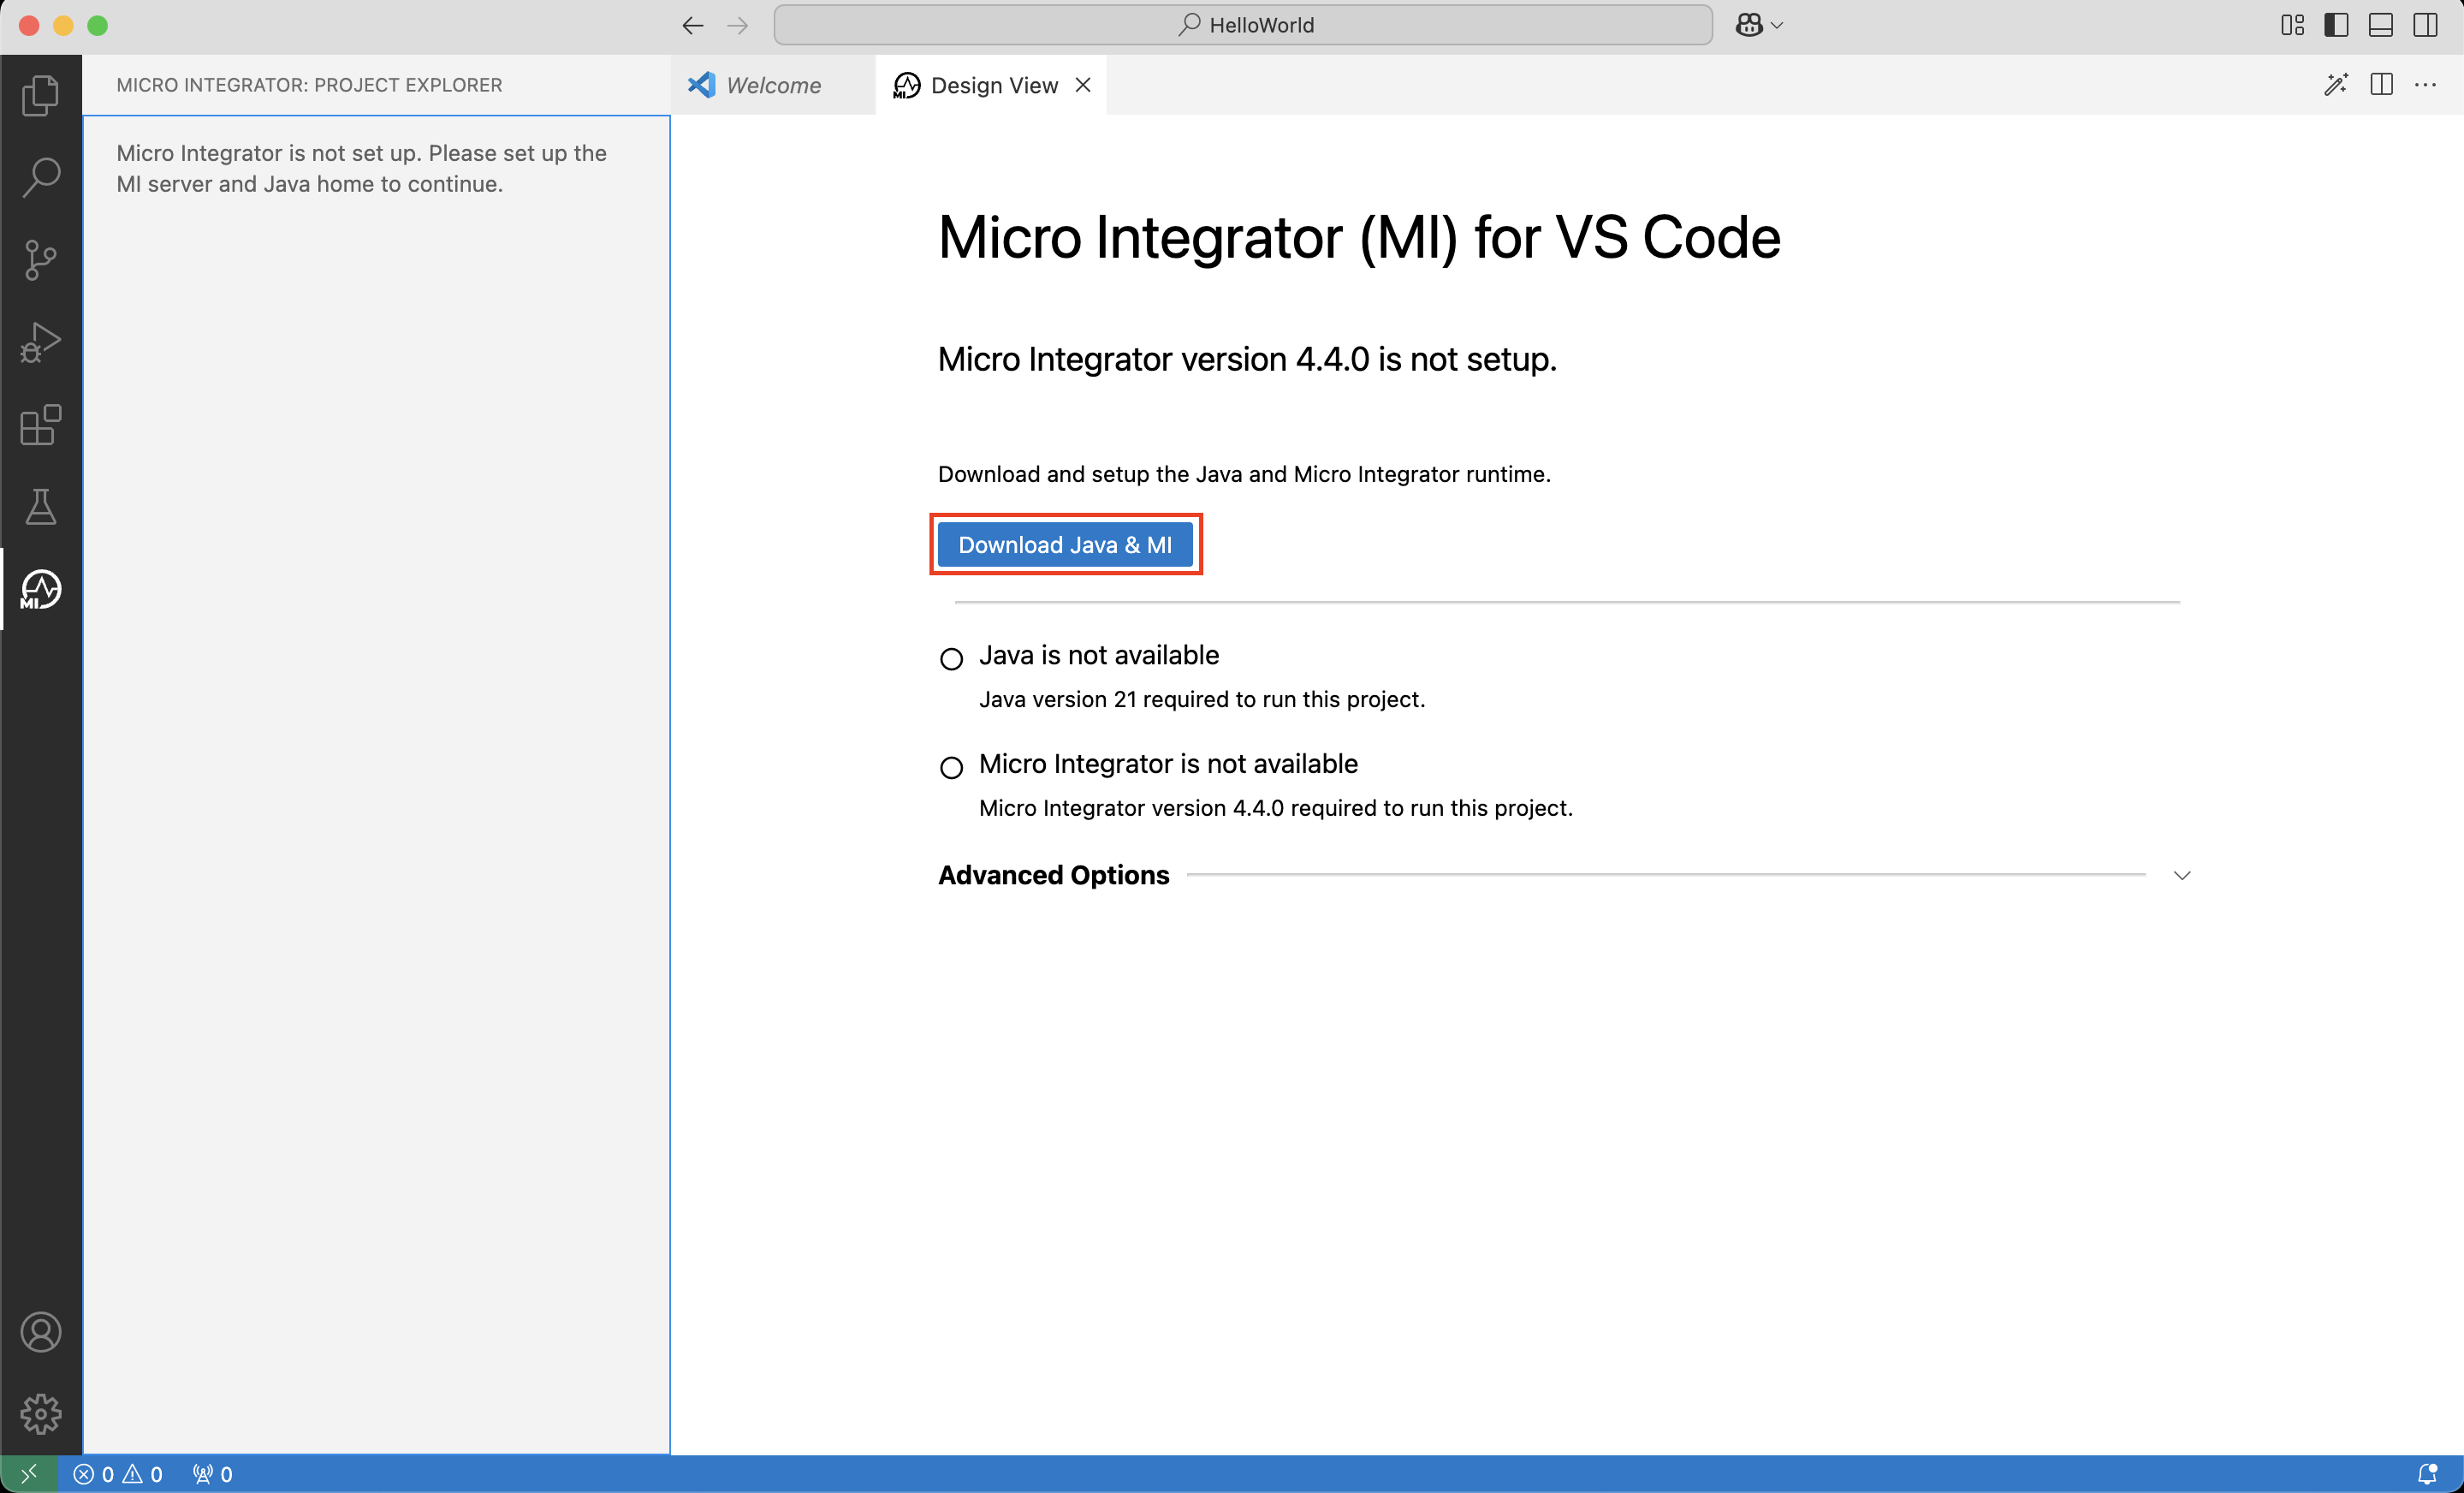 HelloWorld
MICRO INTEGRATOR: PROJECT EXPLORER
Welcome
Design View
Micro Integrator is not set up. Please set up the
MI server and Java home to continue.
Micro Integrator (MI) for VS Code
Micro Integrator version 4.4.0 is not setup.
Download and setup the Java and Micro Integrator runtime.
Download Java & MI
Java is not available
Java version 21 required to run this project.
Micro Integrator is not available
Micro Integrator version 4.4.0 required to run this project.
Advanced Options
MI
MI
0 0 0